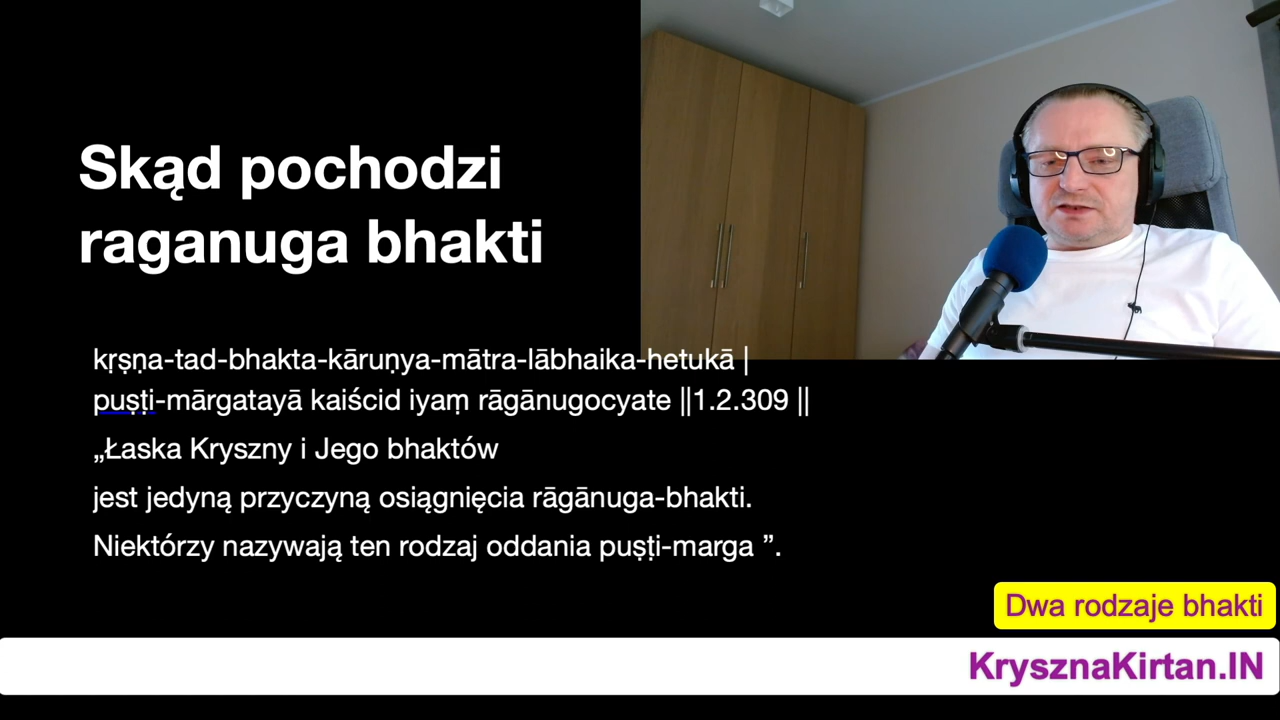 Skąd pochodzi
raganuga bhakti
kṛṣṇa-tad-bhakta-kāruṇya-mātra-lābhaika-hetukā |
puṣṭi-mārgatayā kaiścid iyaṃ rāgānugocyate ||1.2.309 ||
„Łaska Kryszny i Jego bhaktów
jest jedyną przyczyną osiągnięcia rāgānuga-bhakti.
Niektórzy nazywają ten rodzaj oddania puṣṭi-marga ”.
Dwa rodzaje bhakti
KrysznaKirtan.IN